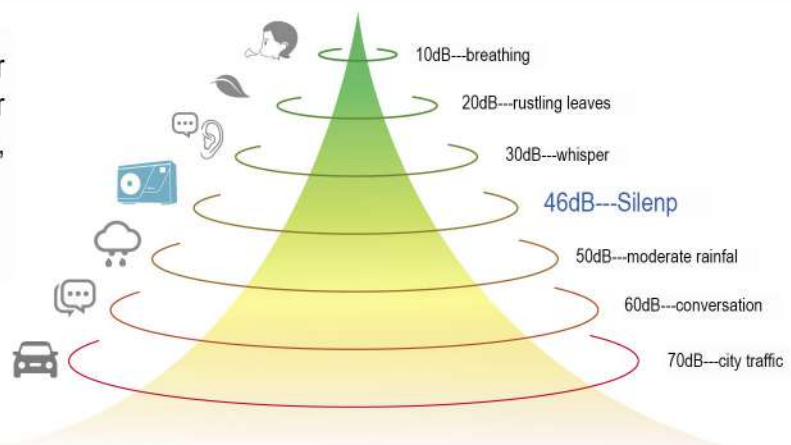 r
r
,
10dB---breathing
20dB---rustling leaves
30dB---whisper
46dB---Silenp
50dB---moderate rainfal
60dB---conversation
70dB---city traffic